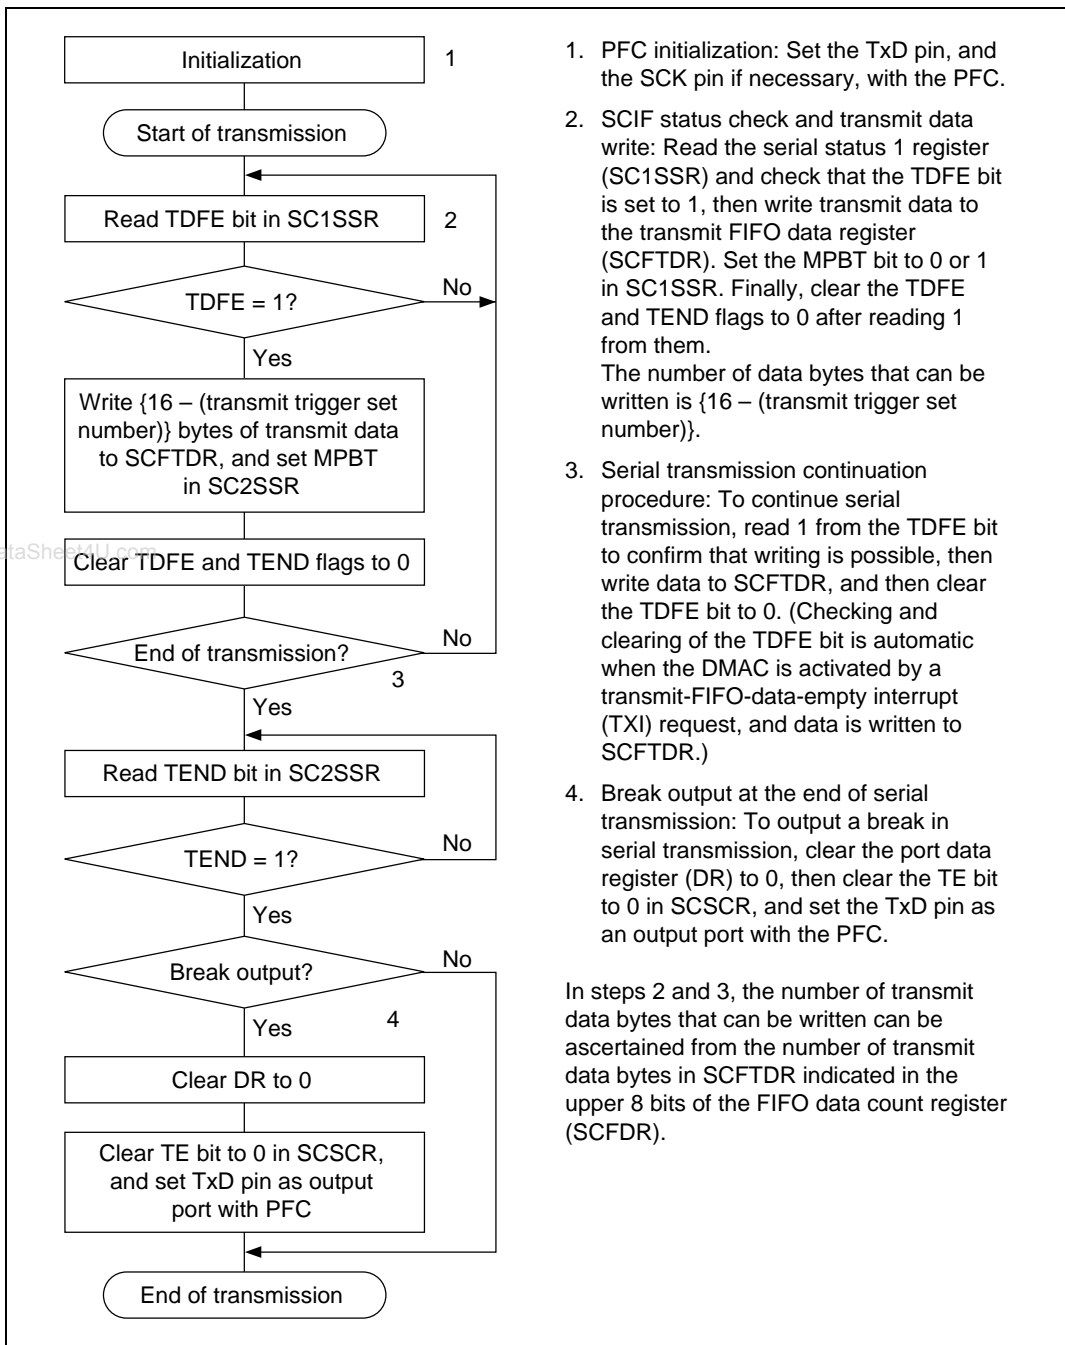 Initialization
1
Start of transmission
Read TDFE bit in SC1SSR
2
TDFE = 1?
No
Yes
Write {16 – (transmit trigger set
number)} bytes of transmit data
to SCFTDR, and set MPBT
in SC2SSR
Clear TDFE and TEND flags to 0
End of transmission?
No
3
Yes
Read TEND bit in SC2SSR
TEND = 1?
No
Yes
Break output?
No
Yes
4
Clear DR to 0
Clear TE bit to 0 in SCSCR,
and set TxD pin as output
port with PFC
End of transmission
1. PFC initialization: Set the TxD pin, and
the SCK pin if necessary, with the PFC.
2. SCIF status check and transmit data
write: Read the serial status 1 register
(SC1SSR) and check that the TDFE bit
is set to 1, then write transmit data to
the transmit FIFO data register
(SCFTDR). Set the MPBT bit to 0 or 1
in SC1SSR. Finally, clear the TDFE
and TEND flags to 0 after reading 1
from them.
The number of data bytes that can be
written is {16 – (transmit trigger set
number)}.
3. Serial transmission continuation
procedure: To continue serial
transmission, read 1 from the TDFE bit
to confirm that writing is possible, then
write data to SCFTDR, and then clear
the TDFE bit to 0. (Checking and
clearing of the TDFE bit is automatic
when the DMAC is activated by a
transmit-FIFO-data-empty interrupt
(TXI) request, and data is written to
SCFTDR.)
4. Break output at the end of serial
transmission: To output a break in
serial transmission, clear the port data
register (DR) to 0, then clear the TE bit
to 0 in SCSCR, and set the TxD pin as
an output port with the PFC.
In steps 2 and 3, the number of transmit
data bytes that can be written can be
ascertained from the number of transmit
data bytes in SCFTDR indicated in the
upper 8 bits of the FIFO data count register
(SCFDR).